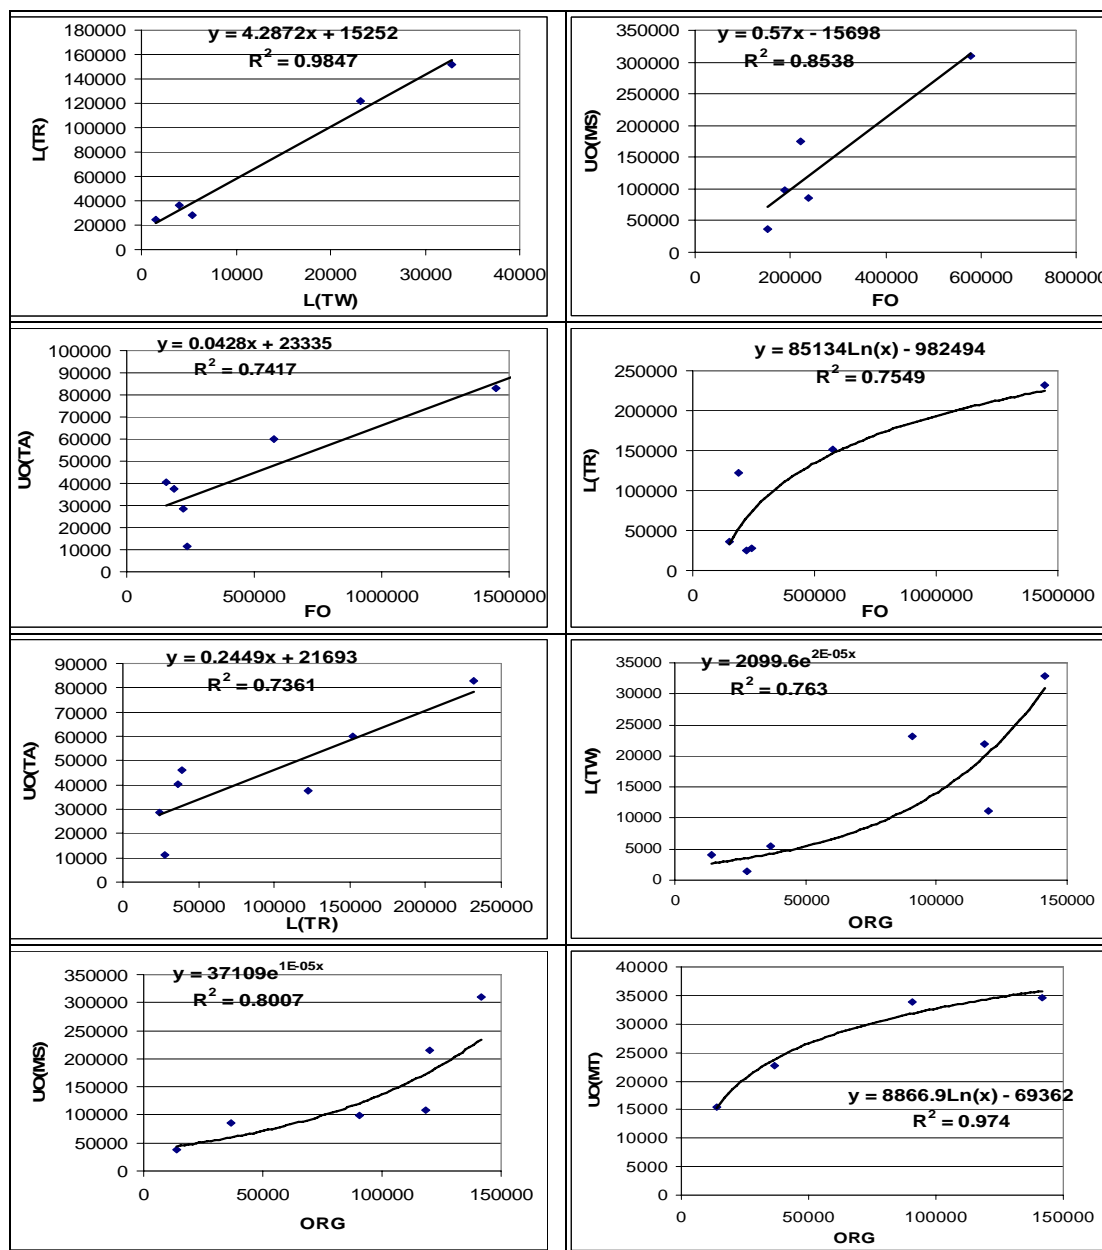 y = 4.2872x + 15252
R² = 0.9847
L(TR)
180000
160000
140000
120000
100000
80000
60000
40000
20000
0
0 10000 20000 30000 40000
L(TW)
y = 0.57x - 15698
R² = 0.8538
UO(MS)
350000
300000
250000
200000
150000
100000
50000
0
0 200000 400000 600000 800000
FO
y = 0.0428x + 23335
R² = 0.7417
UO(TA)
100000
90000
80000
70000
60000
50000
40000
30000
20000
10000
0
0 500000 1000000 1500000
FO
y = 85134Ln(x) - 982494
R² = 0.7549
L(TR)
250000
200000
150000
100000
50000
0
0 500000 1000000 1500000
FO
y = 0.2449x + 21693
R² = 0.7361
UO(TA)
90000
80000
70000
60000
50000
40000
30000
20000
10000
0
0 50000 100000 150000 200000 250000
L(TR)
y = 2099.6e^2E-05x
R² = 0.763
L(TW)
35000
30000
25000
20000
15000
10000
5000
0
0 50000 100000 150000
ORG
y = 37109e^1E-05x
R² = 0.8007
UO(MS)
350000
300000
250000
200000
150000
100000
50000
0
0 50000 100000 150000
ORG
UO(MT)
40000
35000
30000
25000
20000
15000
10000
5000
0
y = 8866.9Ln(x) - 69362
R² = 0.974
0 50000 100000 150000
ORG